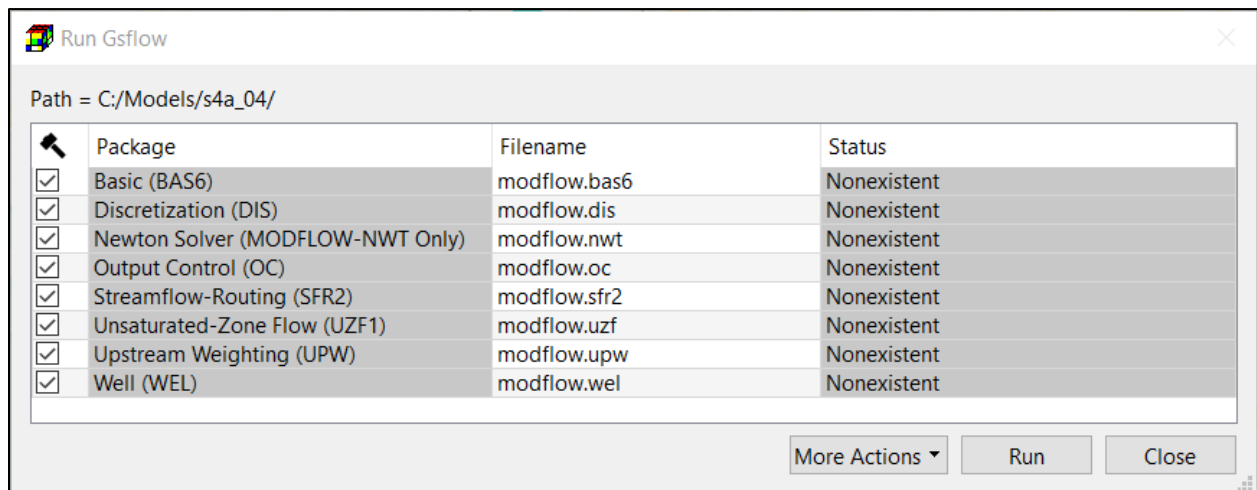 Run Gsflow
Path = C:/Models/s4a_04/
Package Filename Status
Basic (BAS6) modflow.bas6 Nonexistent
Discretization (DIS) modflow.dis Nonexistent
Newton Solver (MODFLOW-NWT Only) modflow.nwt Nonexistent
Output Control (OC) modflow.oc Nonexistent
Streamflow-Routing (SFR2) modflow.sfr2 Nonexistent
Unsaturated-Zone Flow (UZF1) modflow.uzf Nonexistent
Upstream Weighting (UPW) modflow.upw Nonexistent
Well (WEL) modflow.wel Nonexistent
More Actions Run Close